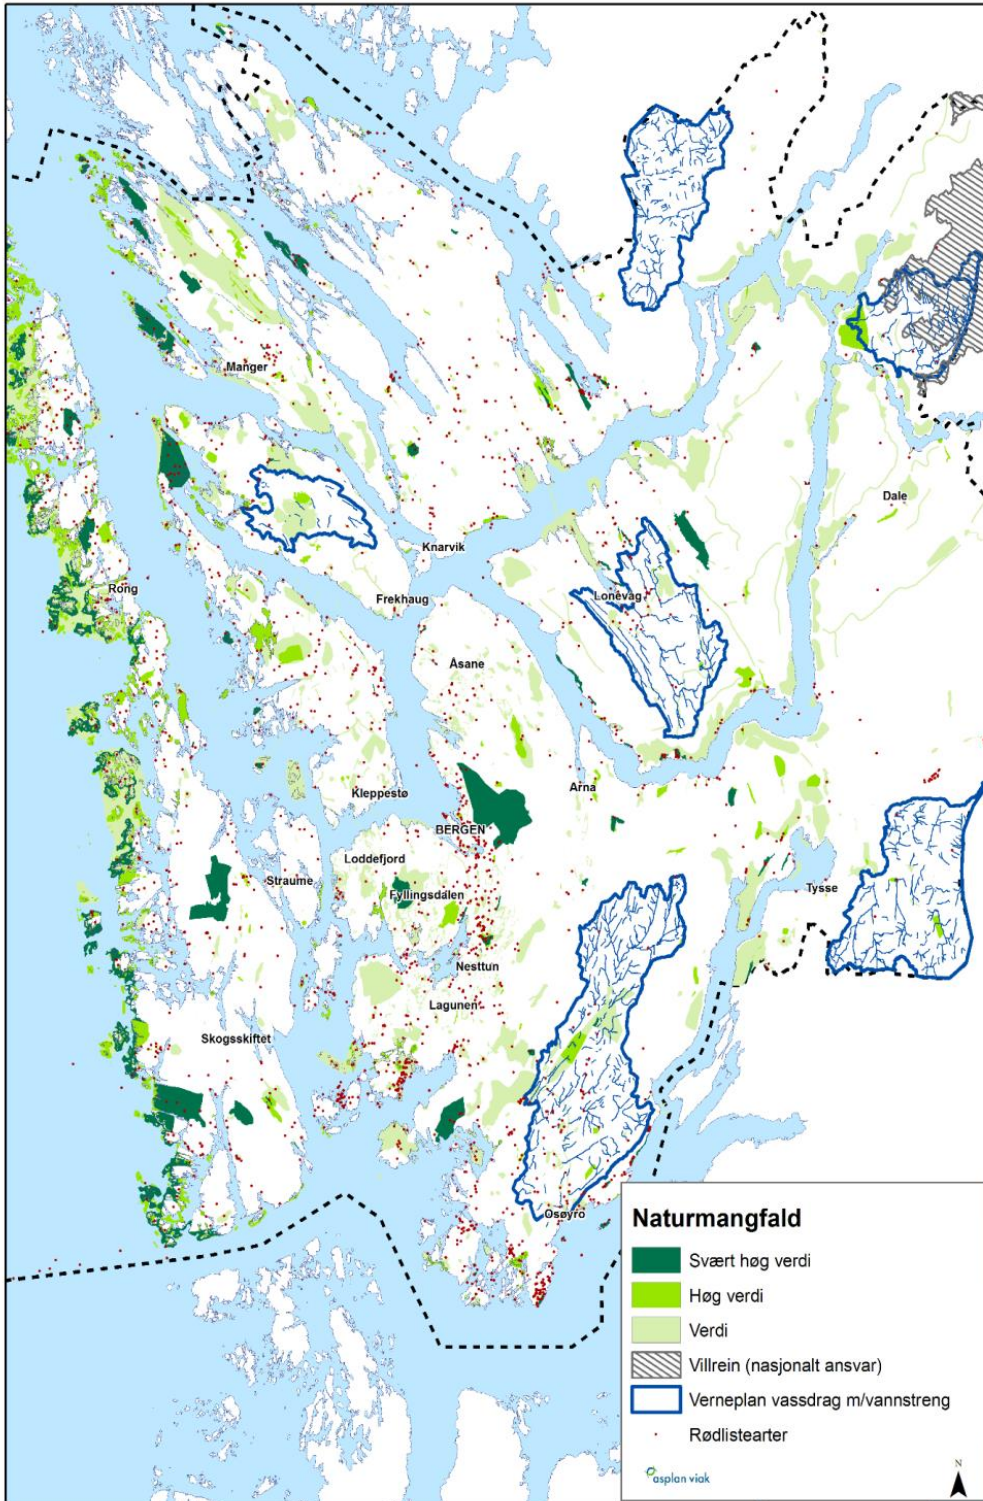 Manger
Dale
Knarvik
Rong
Frekhaug
Lonevåg
Åsane
Arna
Kleppestø
BERGEN
Loddefjord
Straume
Fyllingsdalen
Tysse
Nesttun
Lagunen
Skogsskiftet
Osøyro
Naturmangfald
Svært høg verdi
Høg verdi
Verdi
Villrein (nasjonalt ansvar)
Verneplan vassdrag m/vannstreng
Rødlistearter
asplan viak
N